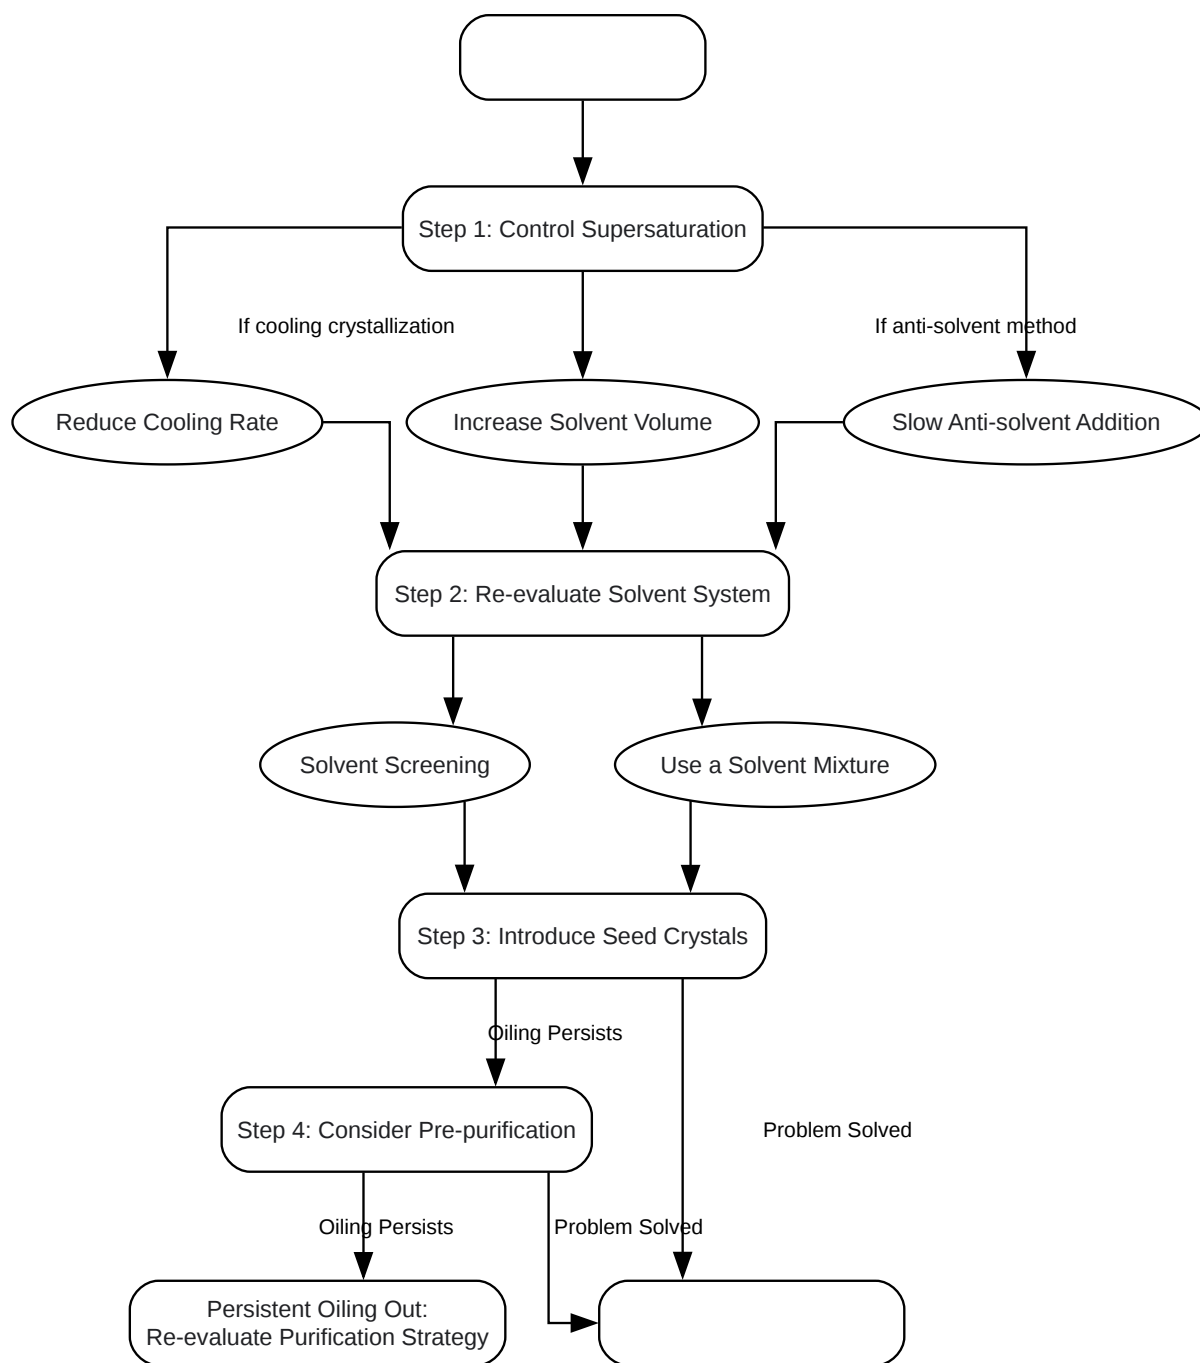 Step 1: Control Supersaturation
If cooling crystallization
If anti-solvent method
Reduce Cooling Rate
Increase Solvent Volume
Slow Anti-solvent Addition
Step 2: Re-evaluate Solvent System
Solvent Screening
Use a Solvent Mixture
Step 3: Introduce Seed Crystals
Oiling Persists
Step 4: Consider Pre-purification
Problem Solved
Oiling Persists
Problem Solved
Persistent Oiling Out:
Re-evaluate Purification Strategy